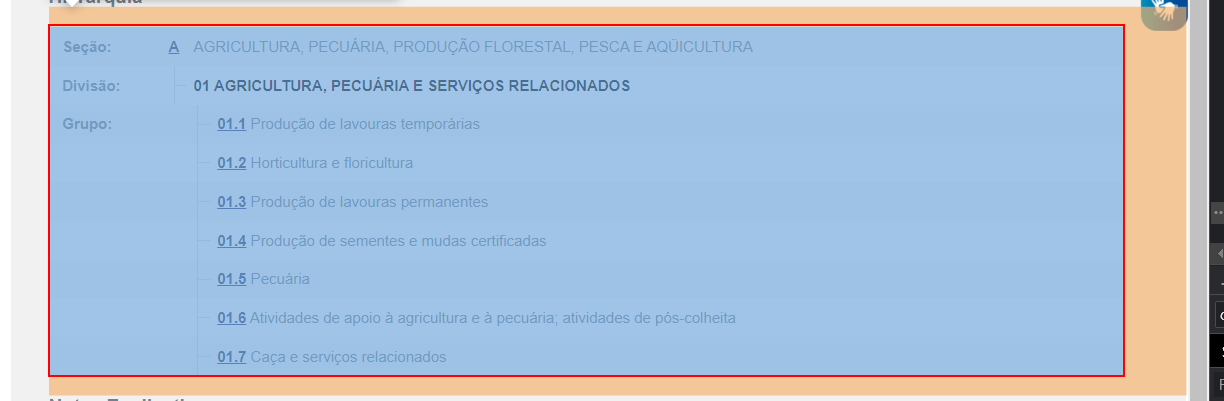 Hierarquia
Seção: A AGRICULTURA, PECUÁRIA, PRODUÇÃO FLORESTAL, PESCA E AQÜICULTURA
Divisão: 01 AGRICULTURA, PECUÁRIA E SERVIÇOS RELACIONADOS
Grupo: 01.1 Produção de lavouras temporárias
01.2 Horticultura e floricultura
01.3 Produção de lavouras permanentes
01.4 Produção de sementes e mudas certificadas
01.5 Pecuária
01.6 Atividades de apoio à agricultura e à pecuária; atividades de pós-colheita
01.7 Caça e serviços relacionados